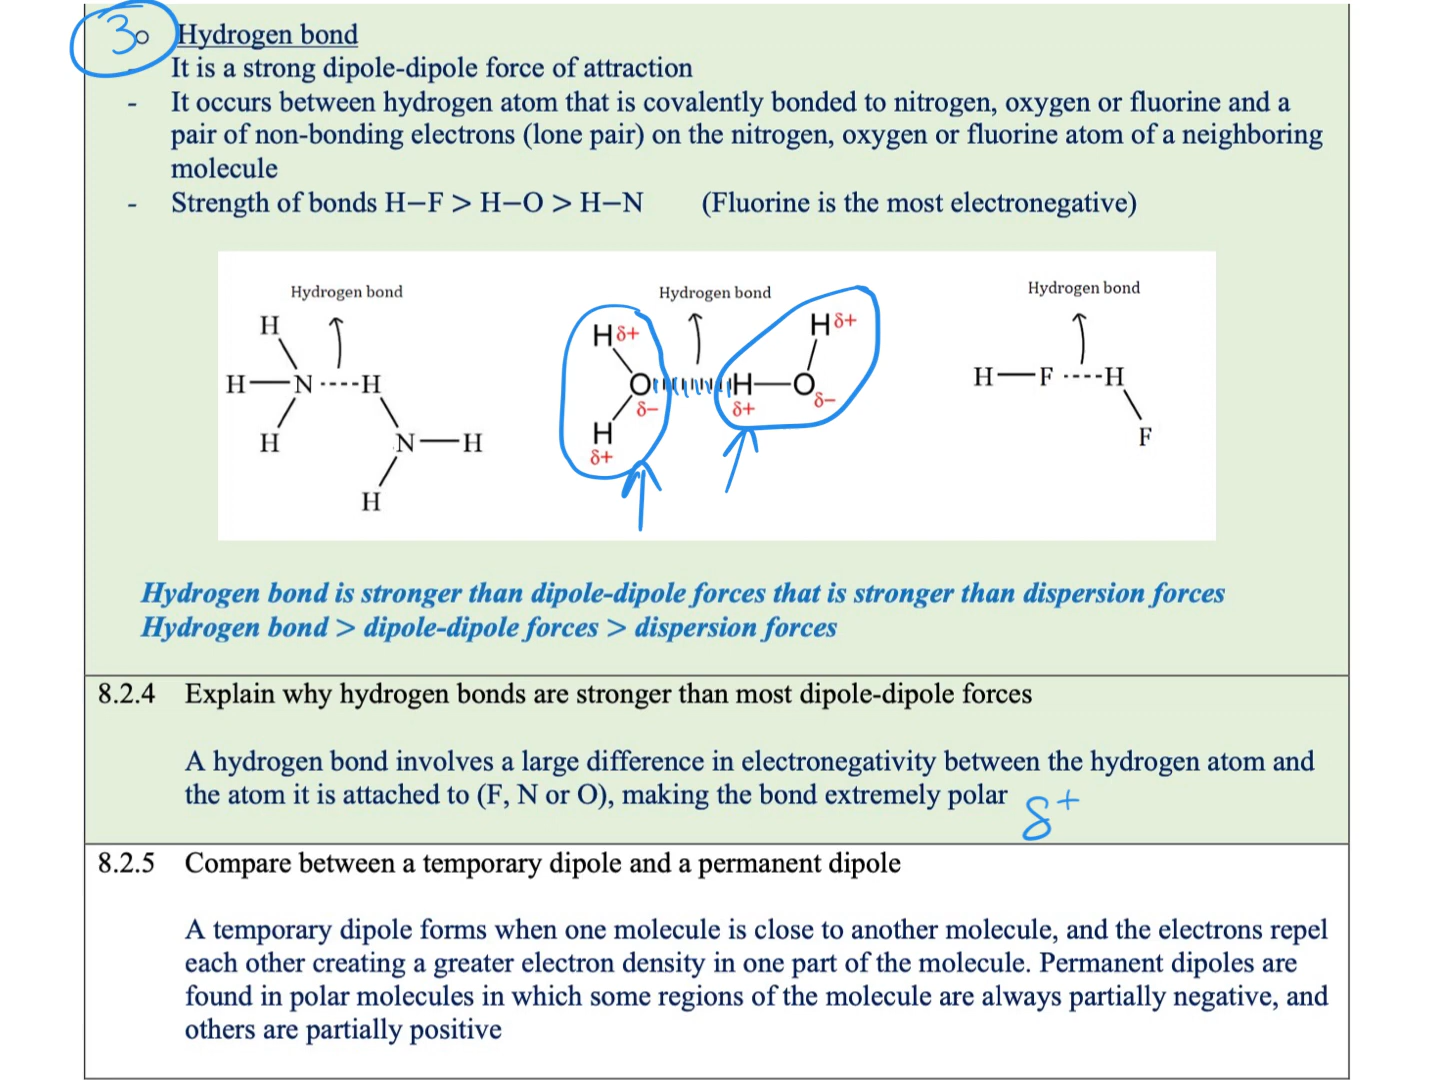 3. Hydrogen bond
It is a strong dipole-dipole force of attraction
- It occurs between hydrogen atom that is covalently bonded to nitrogen, oxygen or fluorine and a
pair of non-bonding electrons (lone pair) on the nitrogen, oxygen or fluorine atom of a neighboring
molecule
- Strength of bonds H–F > H–O > H–N (Fluorine is the most electronegative)
Hydrogen bond Hydrogen bond Hydrogen bond
H Hδ+ Hδ+
H—N----H O H—O H—F----H
δ– δ+ δ–
H N—H H F
δ+
H
Hydrogen bond is stronger than dipole-dipole forces that is stronger than dispersion forces
Hydrogen bond > dipole-dipole forces > dispersion forces
8.2.4 Explain why hydrogen bonds are stronger than most dipole-dipole forces
A hydrogen bond involves a large difference in electronegativity between the hydrogen atom and
the atom it is attached to (F, N or O), making the bond extremely polar
δ+
8.2.5 Compare between a temporary dipole and a permanent dipole
A temporary dipole forms when one molecule is close to another molecule, and the electrons repel
each other creating a greater electron density in one part of the molecule. Permanent dipoles are
found in polar molecules in which some regions of the molecule are always partially negative, and
others are partially positive